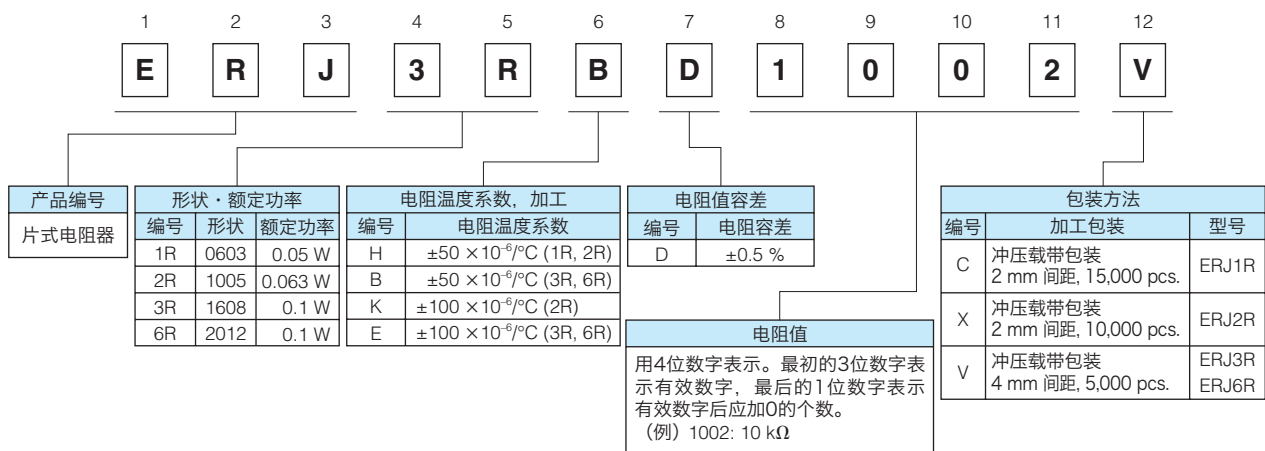 1 2 3 4 5 6 7 8 9 10 11 12
E R J 3 R B D 1 0 0 2 V
产品编号
片式电阻器
形状・额定功率
编号 形状 额定功率
1R 0603 0.05 W
2R 1005 0.063 W
3R 1608 0.1 W
6R 2012 0.1 W
电阻温度系数，加工
编号 电阻温度系数
H ±50 ×10⁻⁶/°C (1R, 2R)
B ±50 ×10⁻⁶/°C (3R, 6R)
K ±100 ×10⁻⁶/°C (2R)
E ±100 ×10⁻⁶/°C (3R, 6R)
电阻值容差
编号 电阻容差
D ±0.5 %
电阻值
用4位数字表示。最初的3位数字表
示有效数字，最后的1位数字表示
有效数字后应加0的个数。
（例）1002: 10 kΩ
包装方法
编号 加工包装 型号
C 冲压载带包装
2 mm 间距, 15,000 pcs. ERJ1R
X 冲压载带包装
2 mm 间距, 10,000 pcs. ERJ2R
V 冲压载带包装 ERJ3R
4 mm 间距, 5,000 pcs. ERJ6R